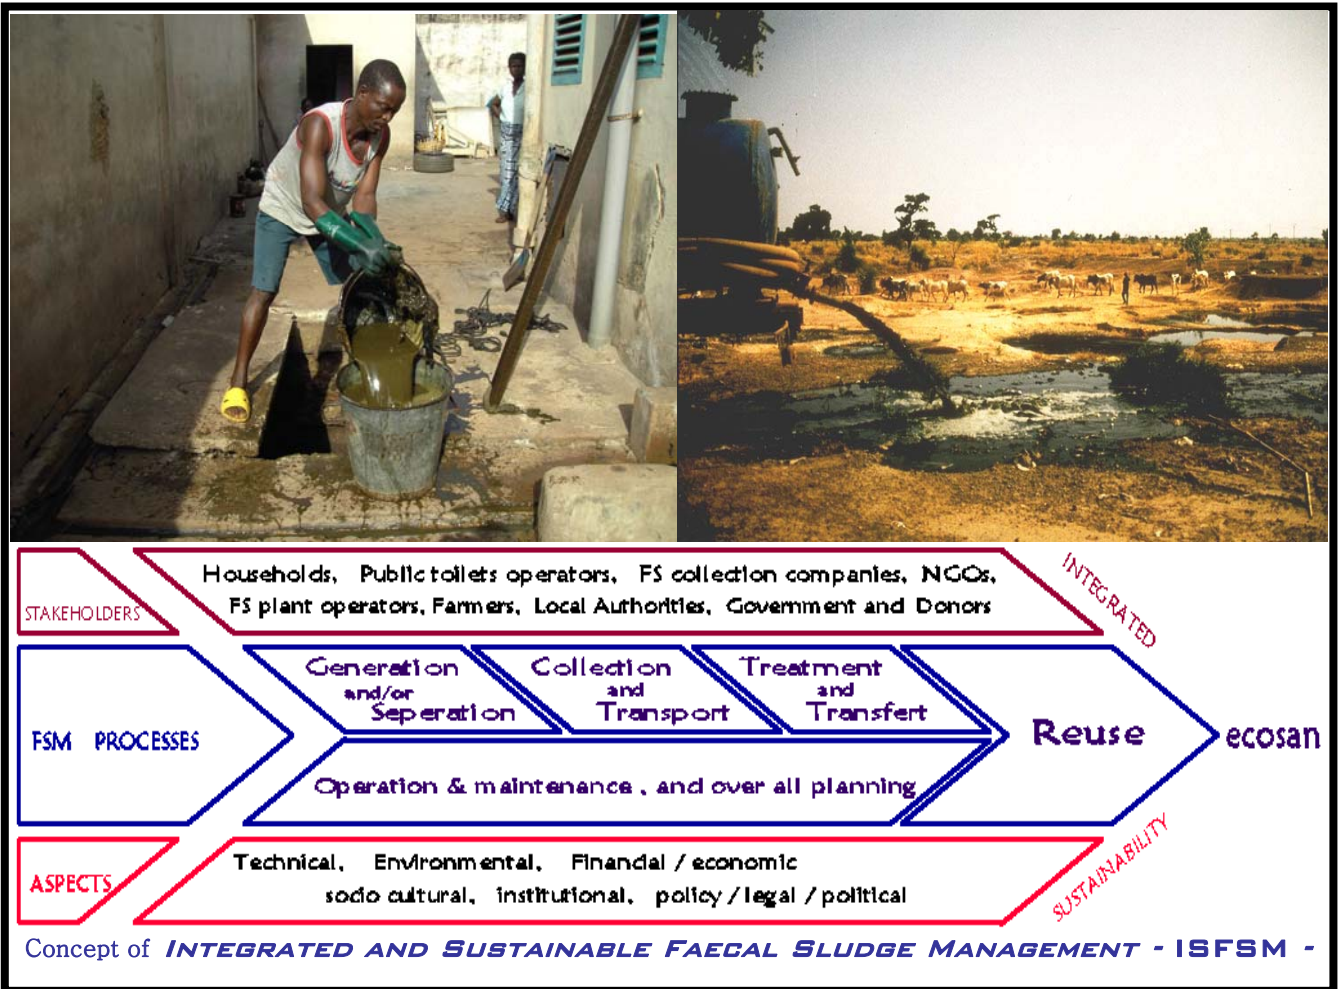 Households, Public toilets operators, FS collection companies, NGOs,
FS plant operators, Farmers, Local Authorities, Government and Donors
STAKEHOLDERS
INTEGRATED
Generation
and/or
Seperation
Collection
and
Transport
Treatment
and
Transfert
FSM PROCESSES
Reuse
ecosan
Operation & maintenance , and over all planning
Technical, Environmental, Financial / economic
socio cultural, institutional, policy / legal / political
ASPECTS
SUSTAINABILITY
Concept of INTEGRATED AND SUSTAINABLE FAECAL SLUDGE MANAGEMENT - ISFSM -